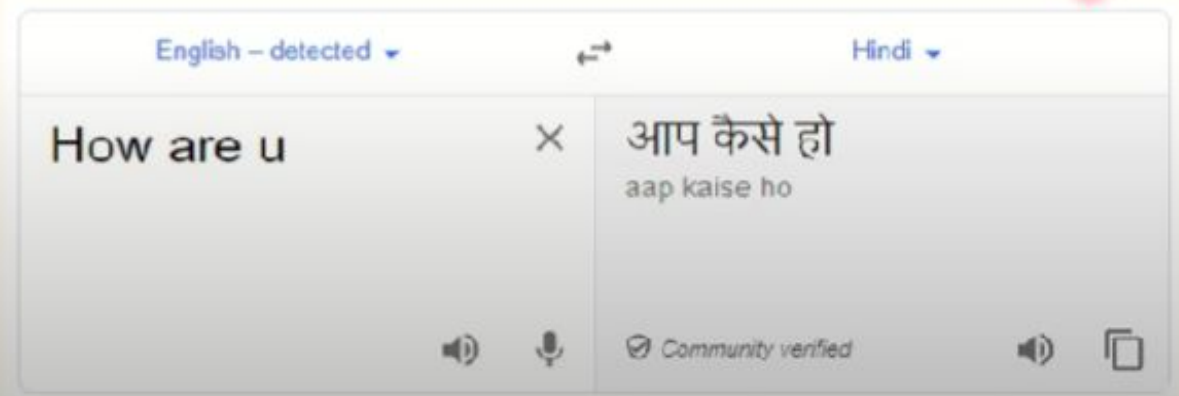 English – detected
Hindi
How are u
आप कैसे हो
aap kaise ho
Community verified